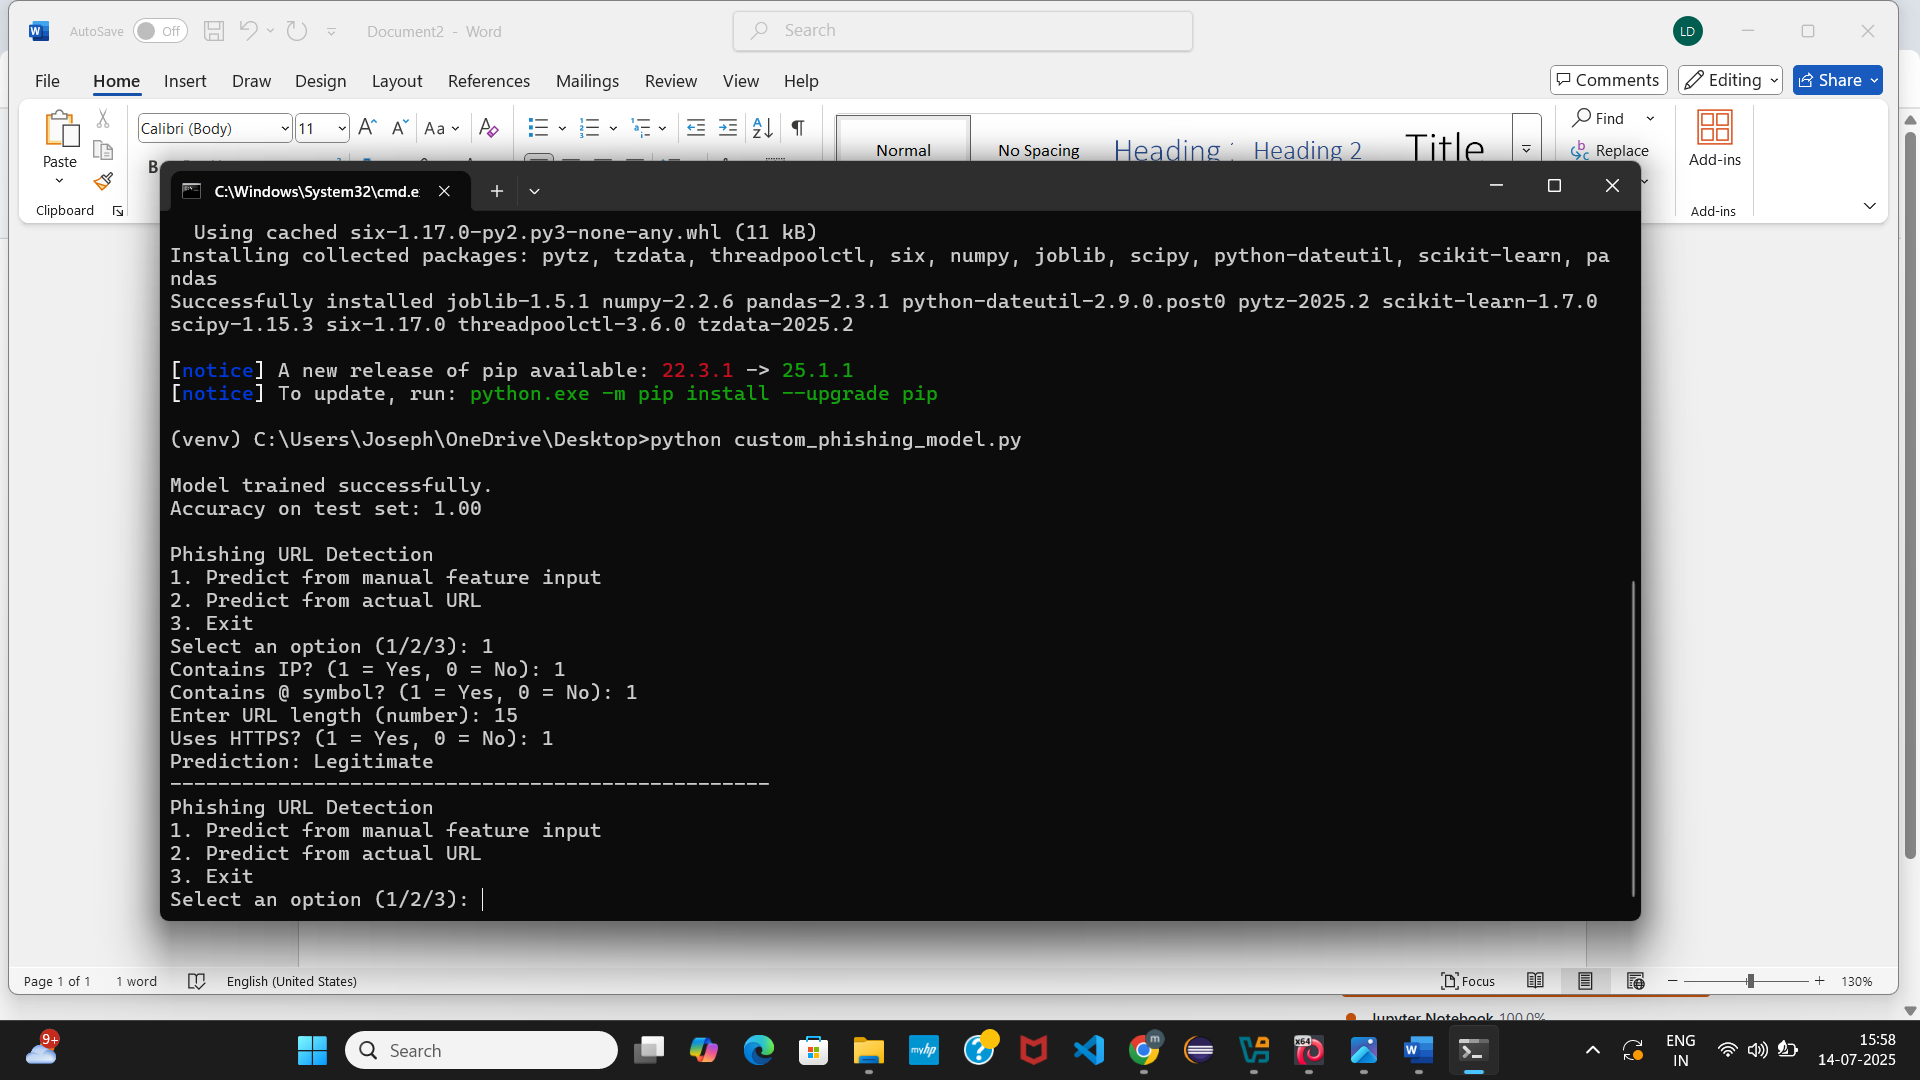 AutoSave Off Document2 - Word Search LD
File Home Insert Draw Design Layout References Mailings Review View Help Comments Editing Share
Calibri (Body) 11 Aa Find
Paste Normal No Spacing Heading Heading 2 Title Replace
B Add-ins
Clipboard Add-ins
C:\Windows\System32\cmd.e
Using cached six-1.17.0-py2.py3-none-any.whl (11 kB)
Installing collected packages: pytz, tzdata, threadpoolctl, six, numpy, joblib, scipy, python-dateutil, scikit-learn, pa
ndas
Successfully installed joblib-1.5.1 numpy-2.2.6 pandas-2.3.1 python-dateutil-2.9.0.post0 pytz-2025.2 scikit-learn-1.7.0
scipy-1.15.3 six-1.17.0 threadpoolctl-3.6.0 tzdata-2025.2
[notice] A new release of pip available: 22.3.1 -> 25.1.1
[notice] To update, run: python.exe -m pip install --upgrade pip
(venv) C:\Users\Joseph\OneDrive\Desktop>python custom_phishing_model.py
Model trained successfully.
Accuracy on test set: 1.00
Phishing URL Detection
1. Predict from manual feature input
2. Predict from actual URL
3. Exit
Select an option (1/2/3): 1
Contains IP? (1 = Yes, 0 = No): 1
Contains @ symbol? (1 = Yes, 0 = No): 1
Enter URL length (number): 15
Uses HTTPS? (1 = Yes, 0 = No): 1
Prediction: Legitimate
--------------------------------------------------
Phishing URL Detection
1. Predict from manual feature input
2. Predict from actual URL
3. Exit
Select an option (1/2/3):
Page 1 of 1 1 word English (United States) Focus 130%
Jupyter Notebook 100.0%
9+ Search myhp m x64 ENG 15:58
IN 14-07-2025